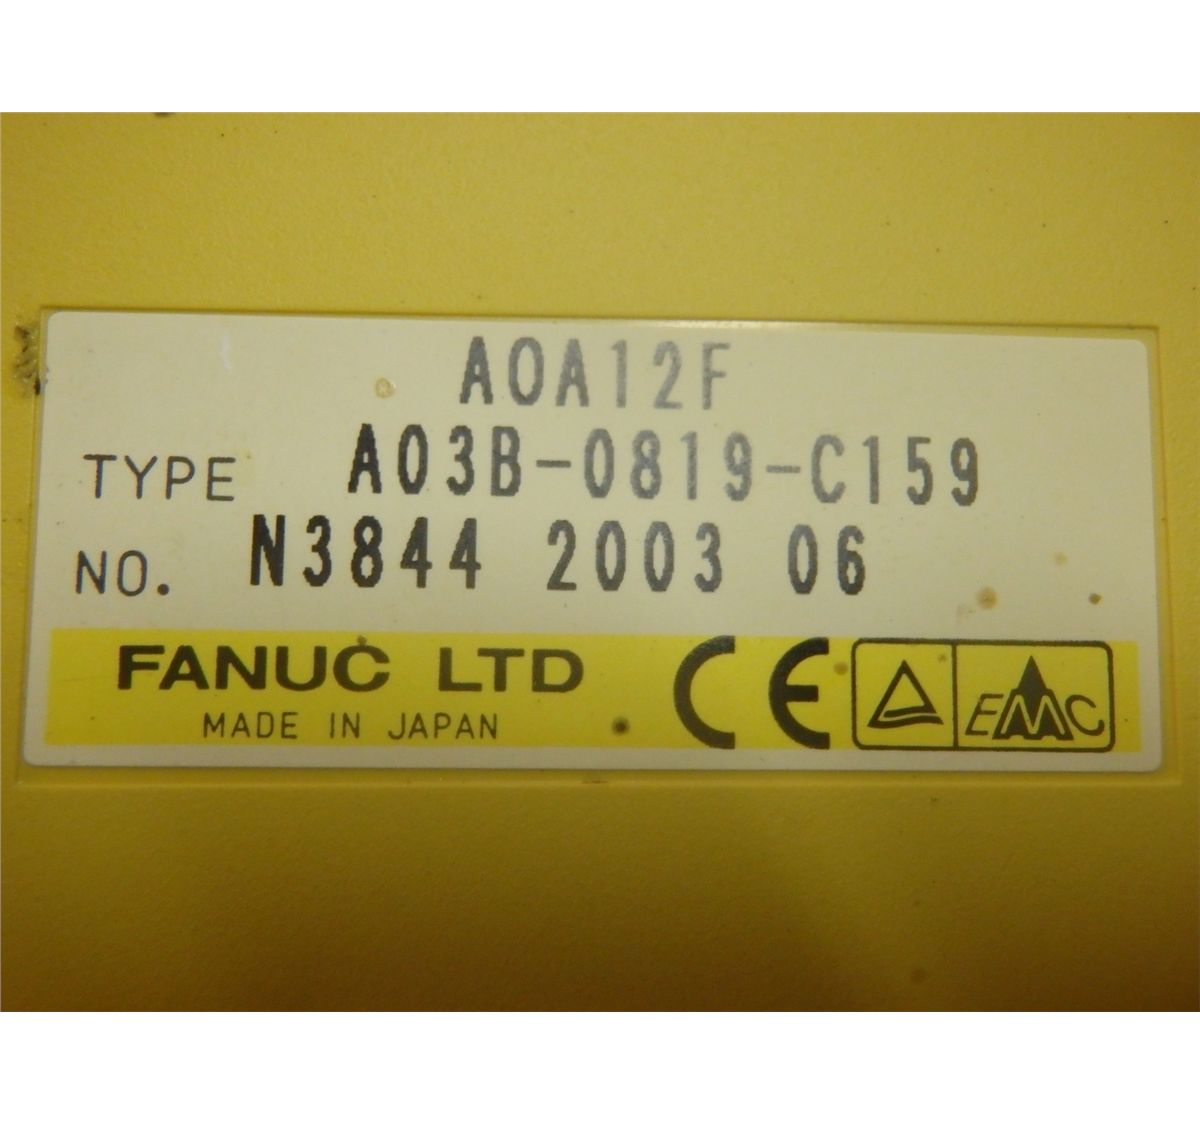 AOA12F
TYPE A03B-0819-C159
NO. N3844 2003 06
FANUC LTD CE EMC
MADE IN JAPAN